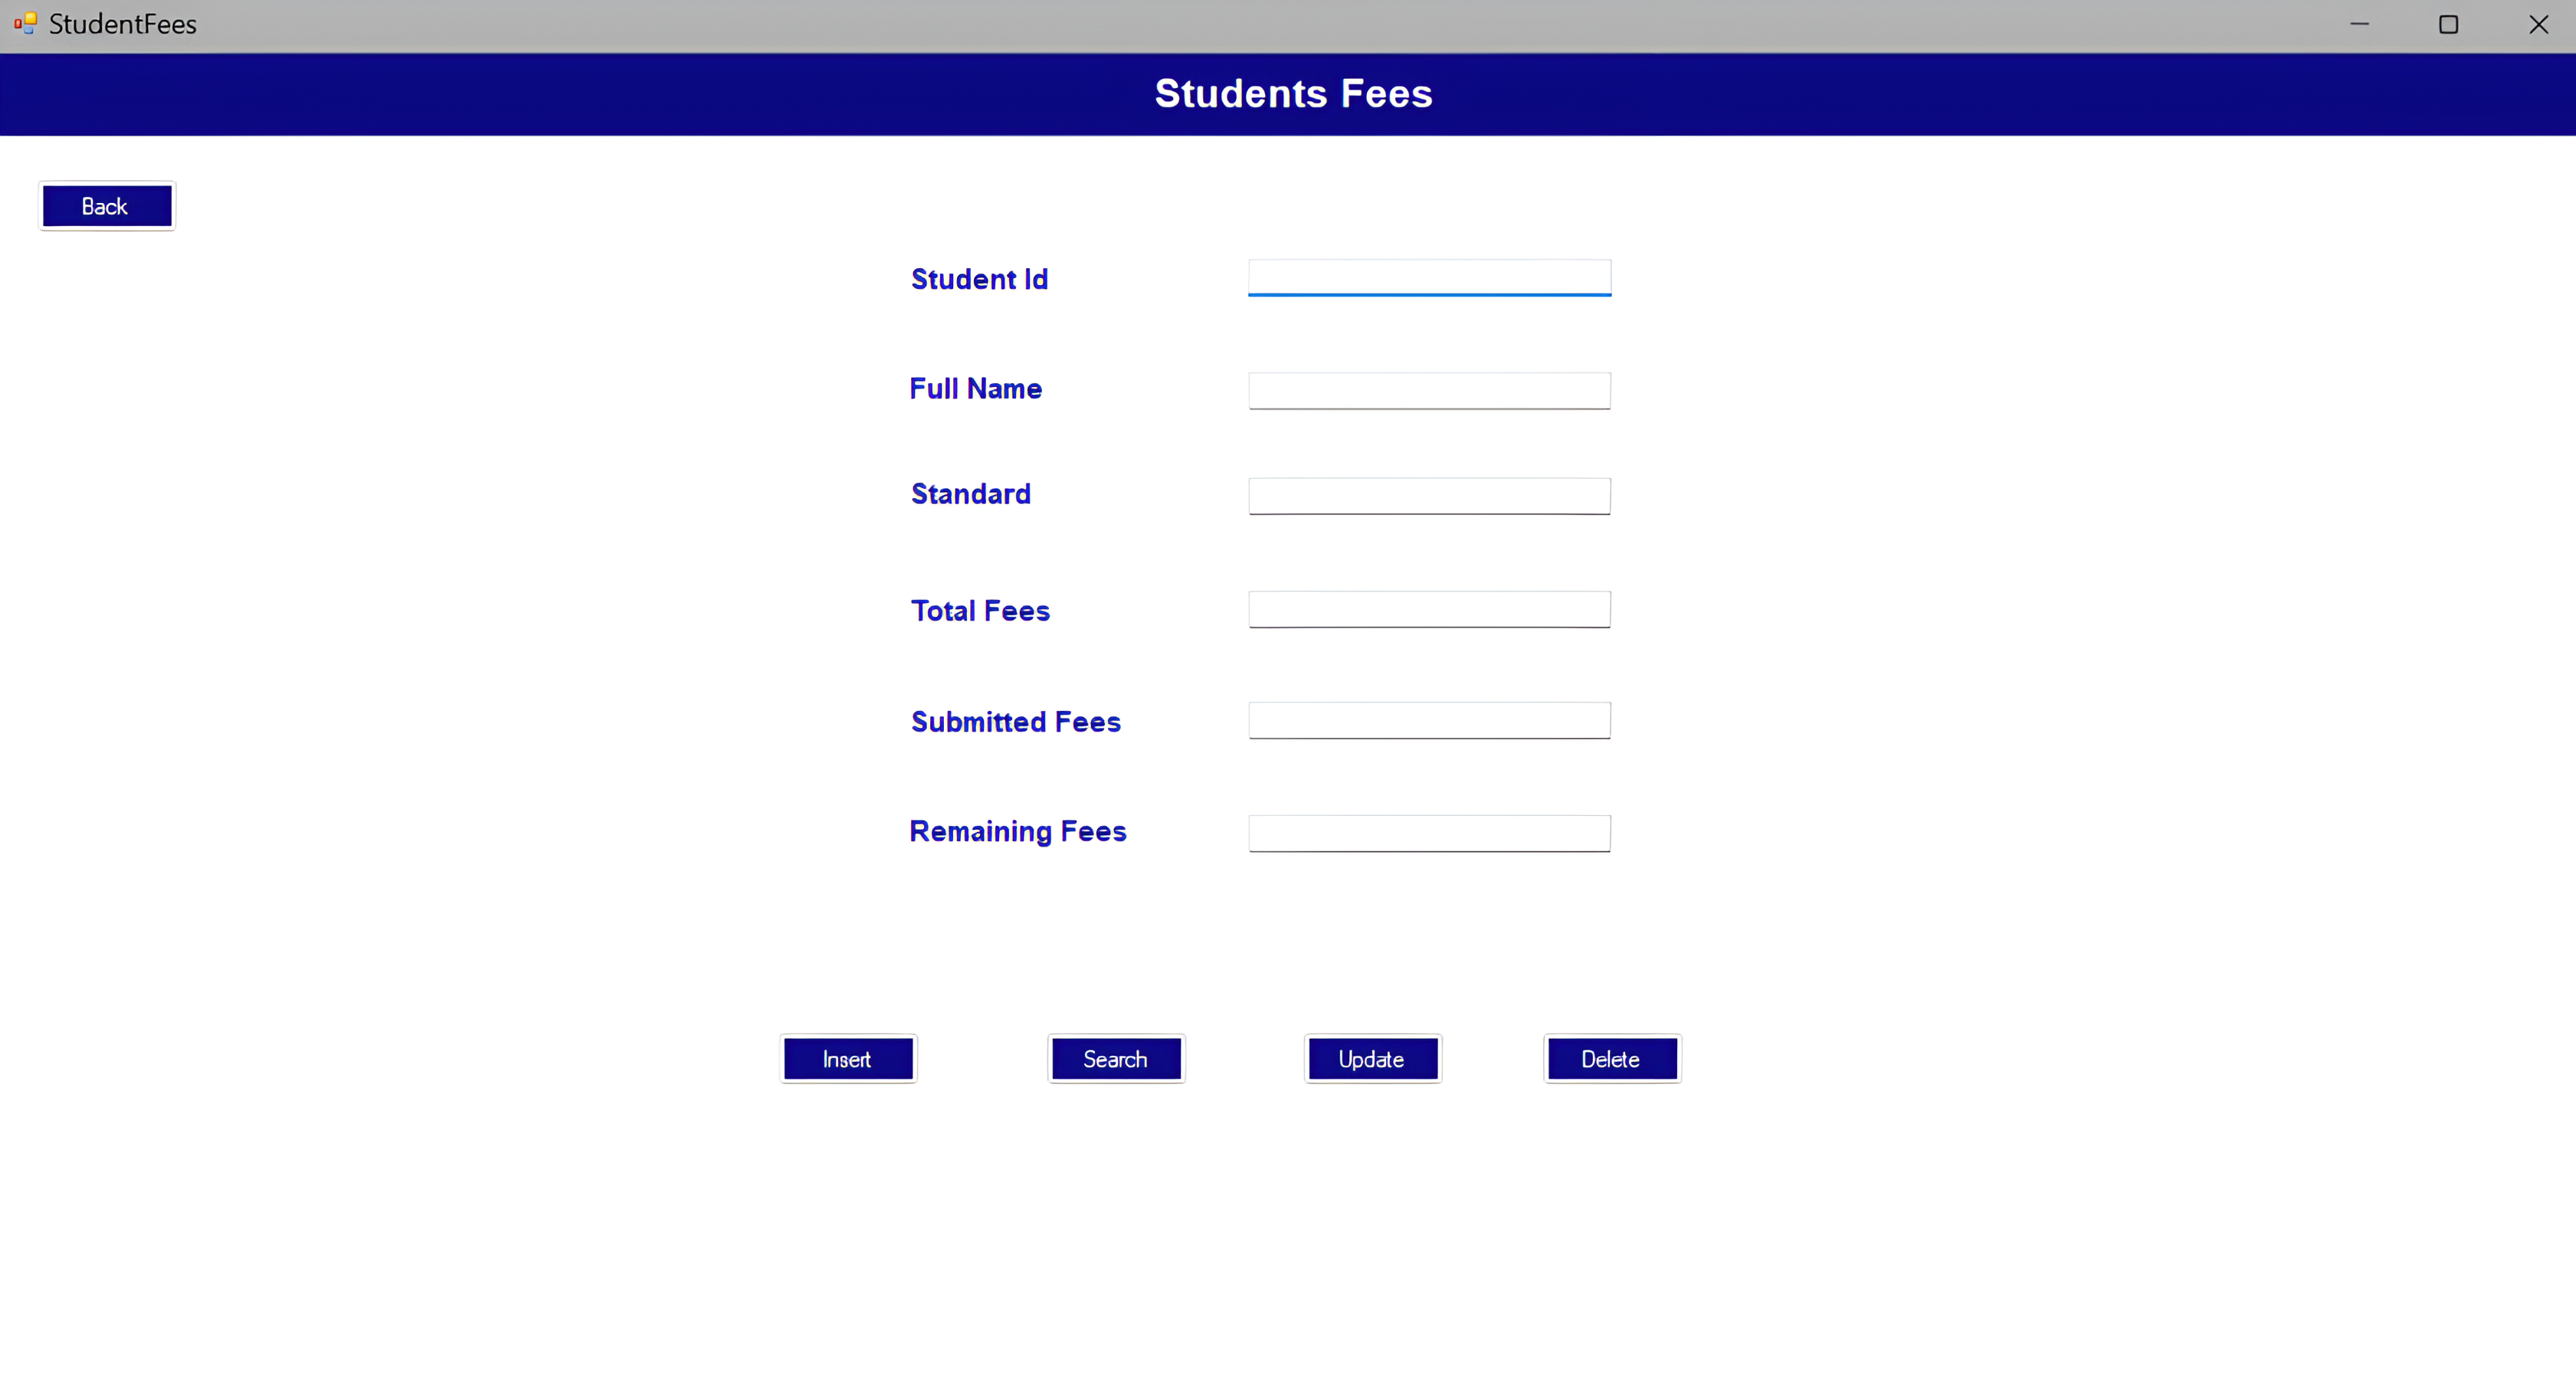 StudentFees
Students Fees
Back
Student Id
Full Name
Standard
Total Fees
Submitted Fees
Remaining Fees
Insert Search Update Delete